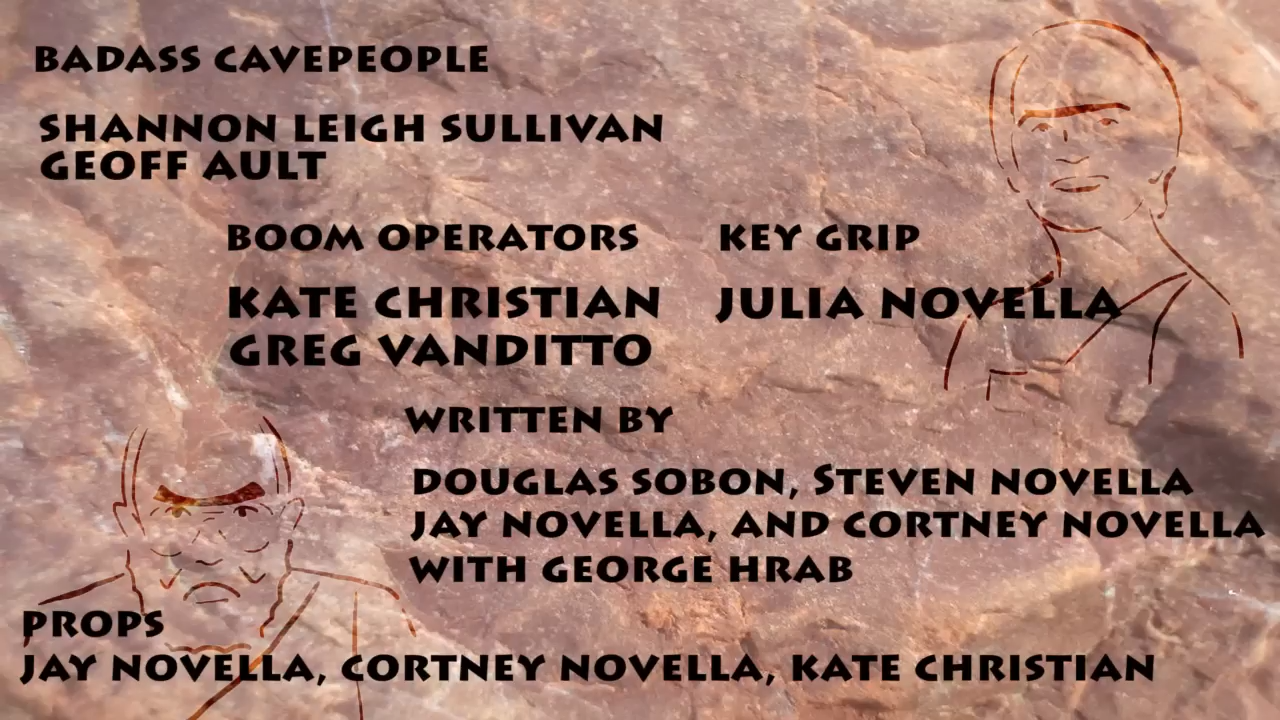 BADASS CAVEPEOPLE
SHANNON LEIGH SULLIVAN
GEOFF AULT
BOOM OPERATORS
KATE CHRISTIAN
GREG VANDITTO
KEY GRIP
JULIA NOVELLA
WRITTEN BY
DOUGLAS SOBON, STEVEN NOVELLA
JAY NOVELLA, AND CORTNEY NOVELLA
WITH GEORGE HRAB
PROPS
JAY NOVELLA, CORTNEY NOVELLA, KATE CHRISTIAN